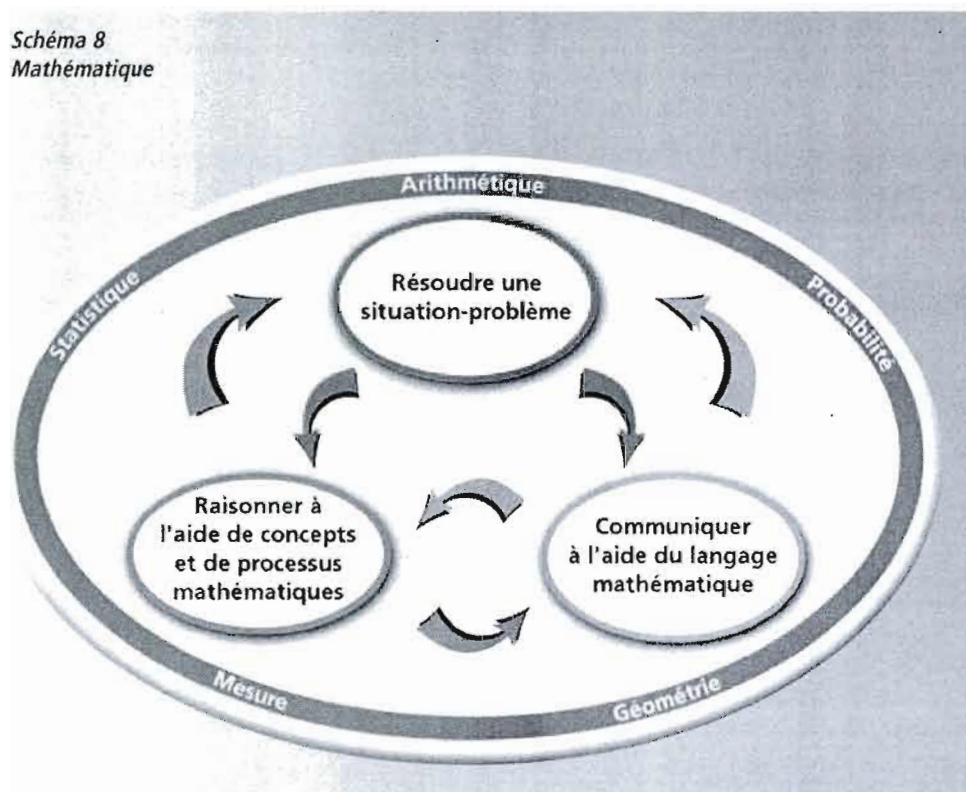 Schéma 8
Mathématique
Arithmétique
Statistique
Probabilité
Résoudre une
situation-problème
Raisonner à
l'aide de concepts
et de processus
mathématiques
Communiquer
à l'aide du langage
mathématique
Mesure
Géométrie